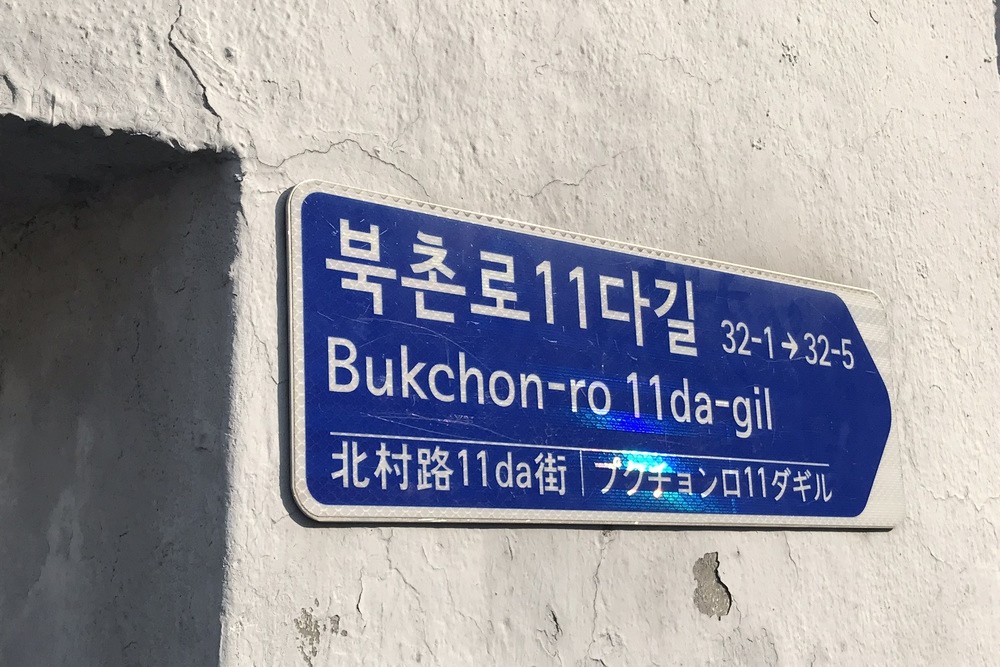 북촌로11다길 32-1→32-5
Bukchon-ro 11da-gil
北村路11da街 | プクチョンロ11ダギル